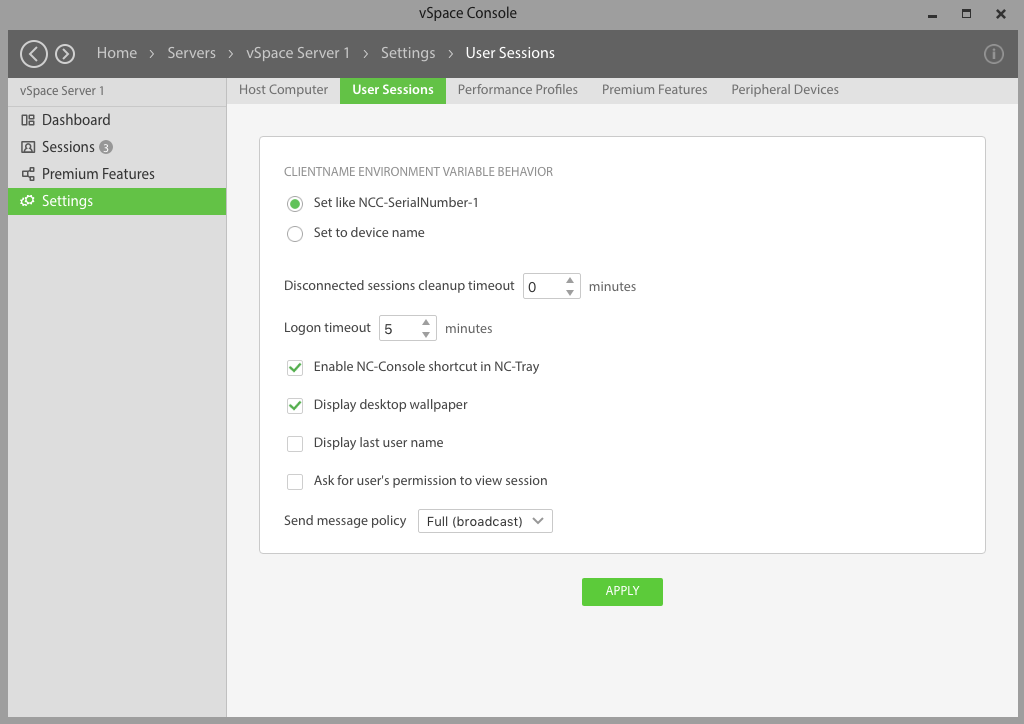 vSpace Console
Home › Servers › vSpace Server 1 › Settings › User Sessions
vSpace Server 1
Dashboard
Sessions 3
Premium Features
Settings
Host Computer User Sessions Performance Profiles Premium Features Peripheral Devices
CLIENTNAME ENVIRONMENT VARIABLE BEHAVIOR
Set like NCC-SerialNumber-1
Set to device name
Disconnected sessions cleanup timeout 0 minutes
Logon timeout 5 minutes
Enable NC-Console shortcut in NC-Tray
Display desktop wallpaper
Display last user name
Ask for user's permission to view session
Send message policy Full (broadcast)
APPLY